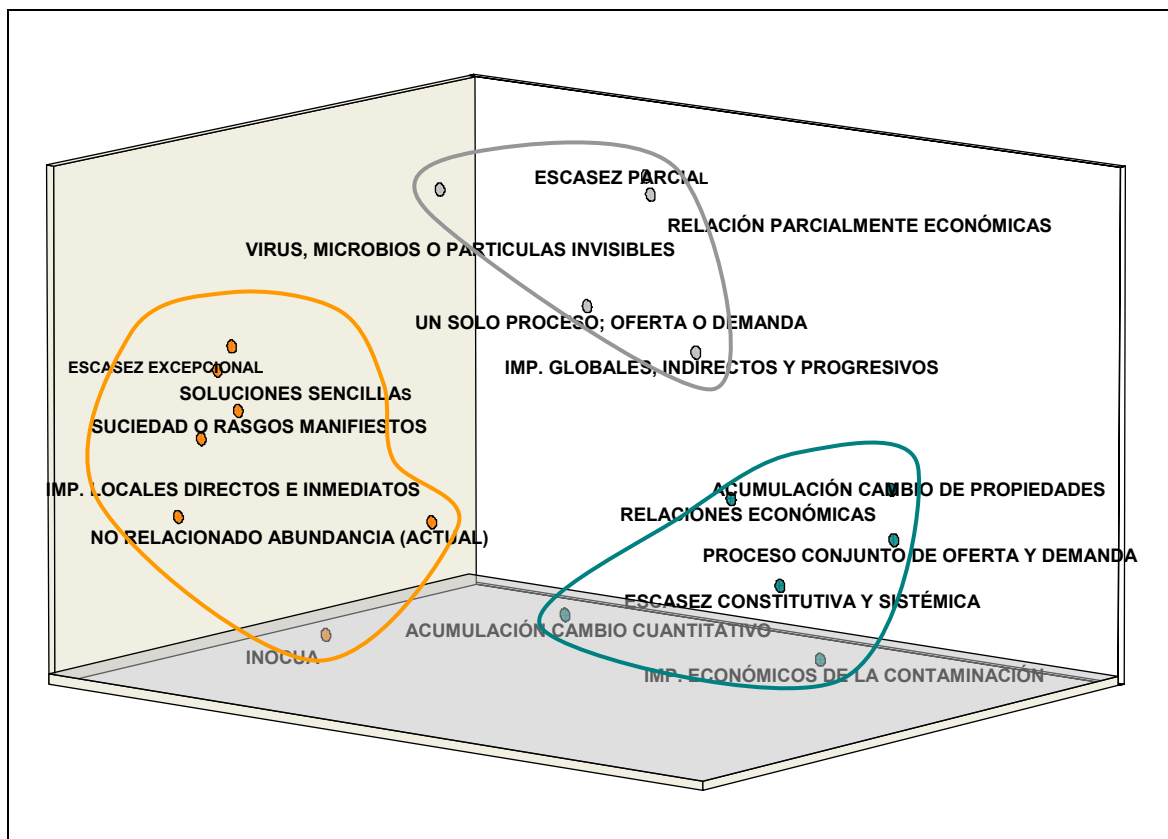 ESCASEZ PARCIAL
RELACIÓN PARCIALMENTE ECONÓMICAS
VIRUS, MICROBIOS O PARTICULAS INVISIBLES
UN SOLO PROCESO; OFERTA O DEMANDA
ESCASEZ EXCEPCIONAL
IMP. GLOBALES, INDIRECTOS Y PROGRESIVOS
SOLUCIONES SENCILLAS
SUCIEDAD O RASGOS MANIFIESTOS
IMP. LOCALES DIRECTOS E INMEDIATOS
ACUMULACIÓN CAMBIO DE PROPIEDADES
RELACIONES ECONÓMICAS
NO RELACIONADO ABUNDANCIA (ACTUAL)
PROCESO CONJUNTO DE OFERTA Y DEMANDA
ESCASEZ CONSTITUTIVA Y SISTÉMICA
ACUMULACIÓN CAMBIO CUANTITATIVO
INOCUA
IMP. ECONÓMICOS DE LA CONTAMINACIÓN